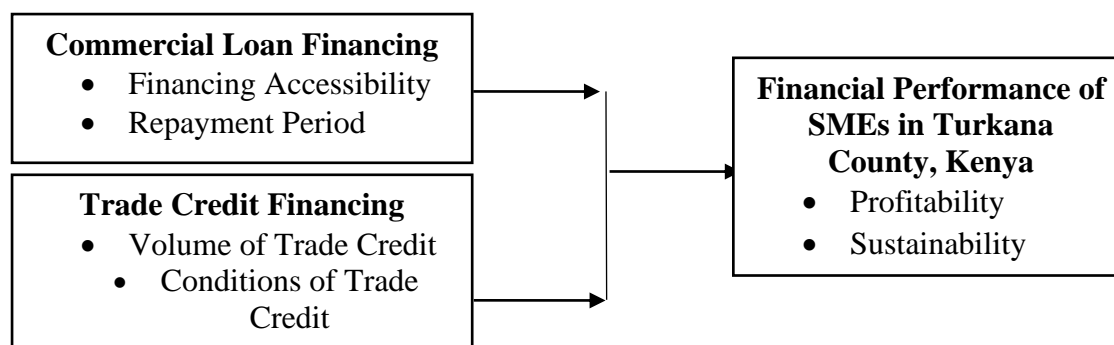 Commercial Loan Financing
• Financing Accessibility
• Repayment Period
Trade Credit Financing
• Volume of Trade Credit
• Conditions of Trade
Credit
Financial Performance of
SMEs in Turkana
County, Kenya
• Profitability
• Sustainability